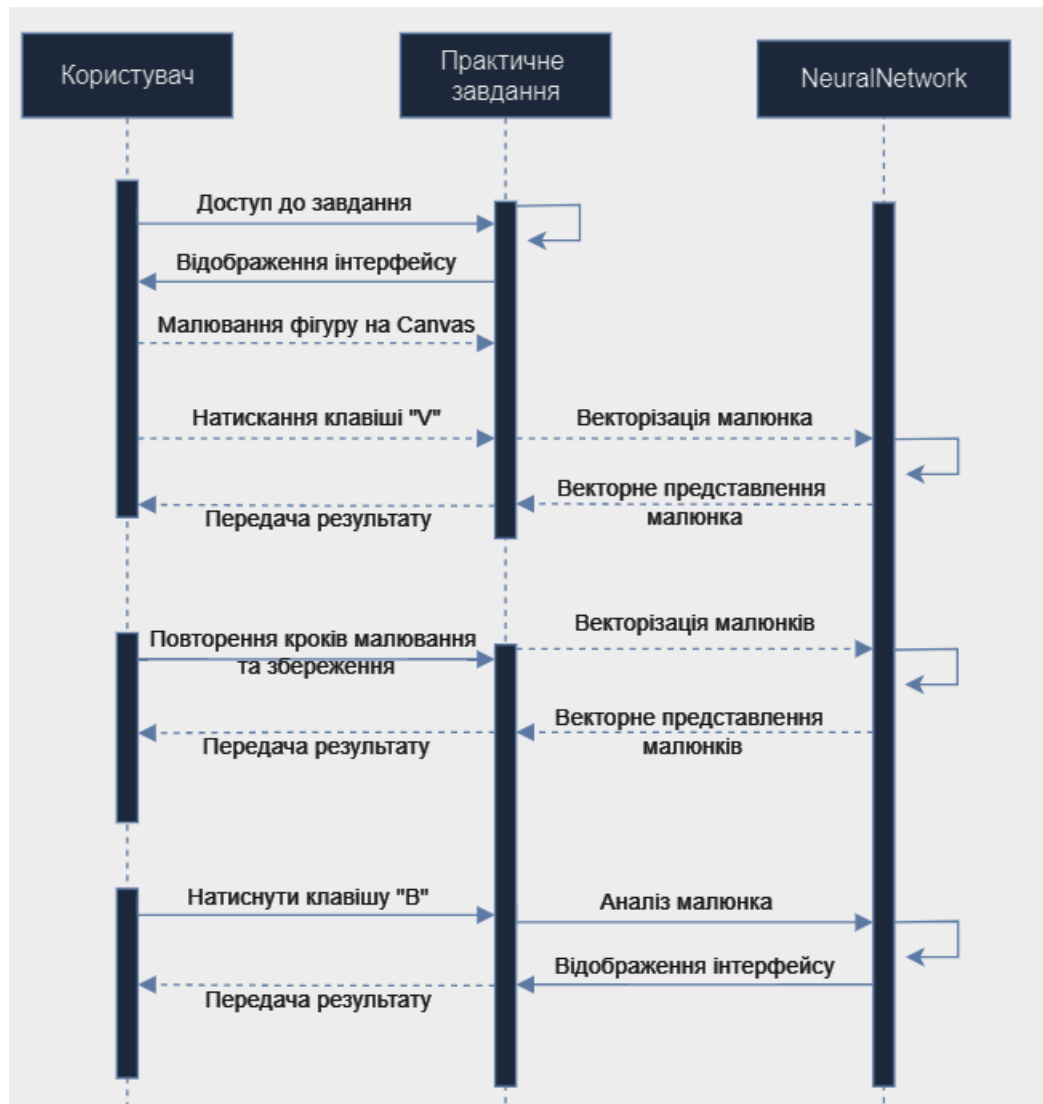 Користувач
Практичне
завдання
NeuralNetwork
Доступ до завдання
Відображення інтерфейсу
Малювання фігуру на Canvas
Натискання клавіші "V"
Векторізація малюнка
Векторне представлення
малюнка
Передача результату
Векторізація малюнків
Повторення кроків малювання
та збереження
Векторне представлення
малюнків
Передача результату
Натиснути клавішу "B"
Аналіз малюнка
Відображення інтерфейсу
Передача результату